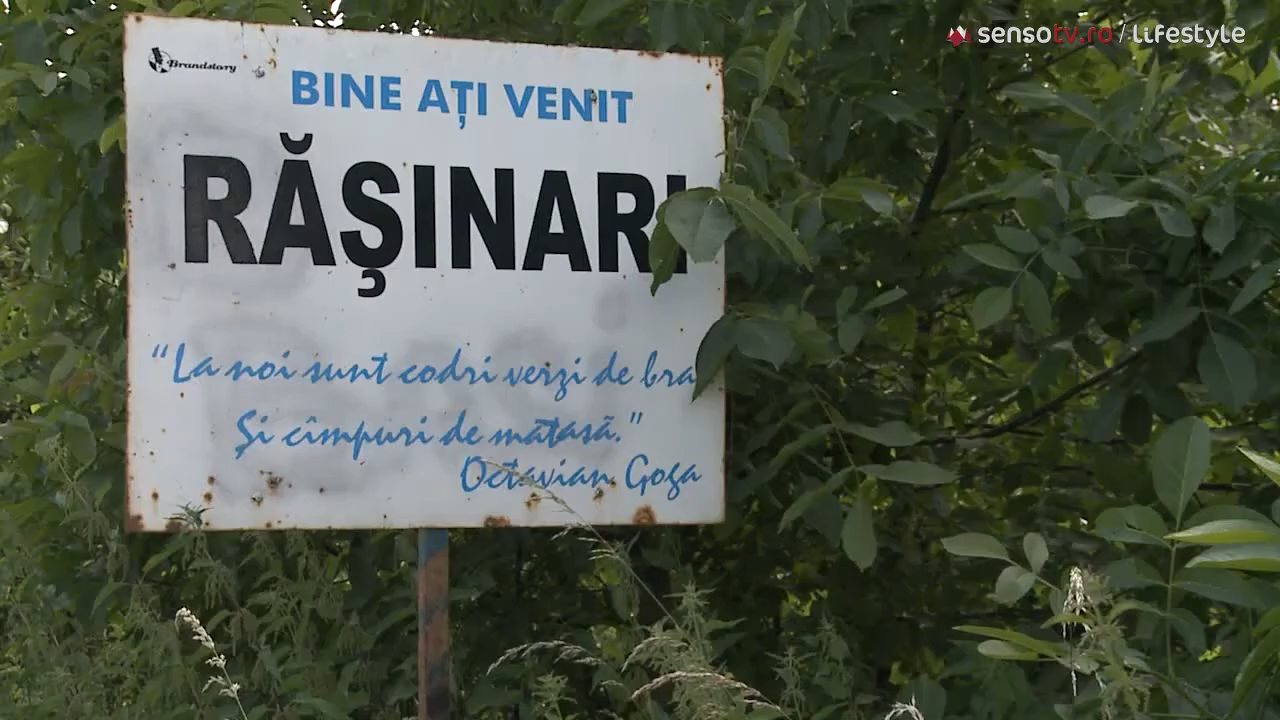 sensotv.ro / lifestyle
Brandstory
BINE AȚI VENIT
RĂȘINARI
“La noi sunt codri verzi de bra
Și cîmpuri de mătasă.”
Octavian Goga